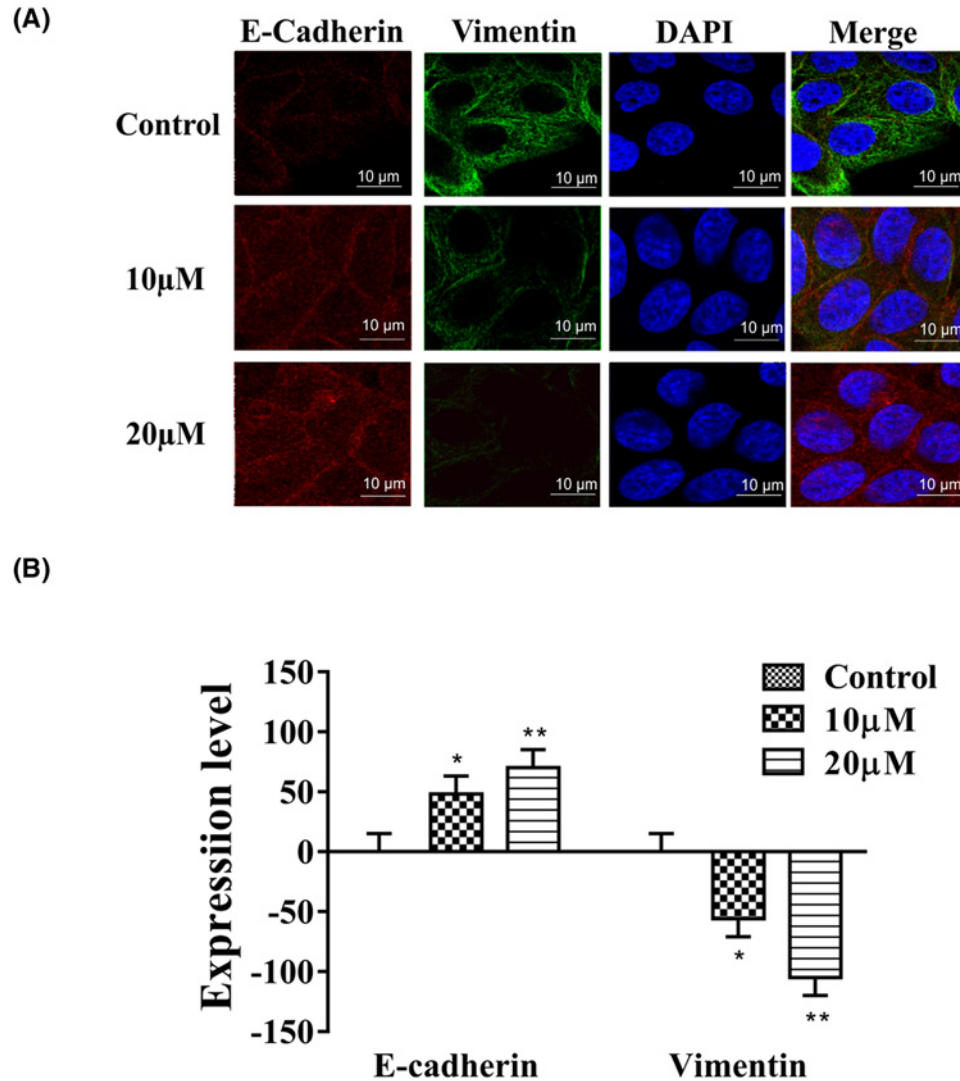 (A)
E-Cadherin Vimentin DAPI Merge
Control
10 µm 10 µm 10 µm 10 µm
10µM
10 µm 10 µm 10 µm 10 µm
20µM
10 µm 10 µm 10 µm 10 µm
(B)
Expressiion level
150
100
50
0
-50
-100
-150
* ** * **
Control
10µM
20µM
E-cadherin Vimentin